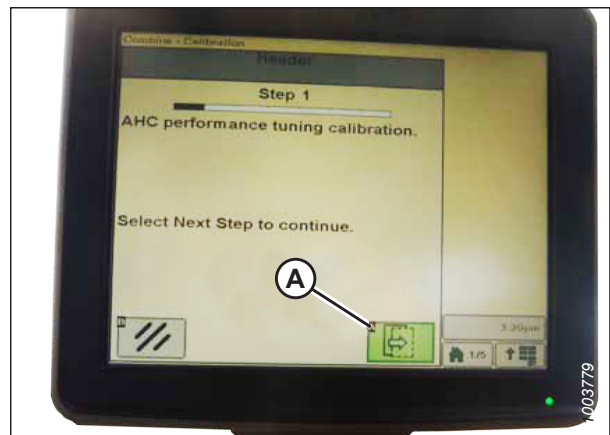 Combine - Calibration
Header
Step 1
AHC performance tuning calibration.
Select Next Step to continue.
A
3:30pm
1/5
1003779